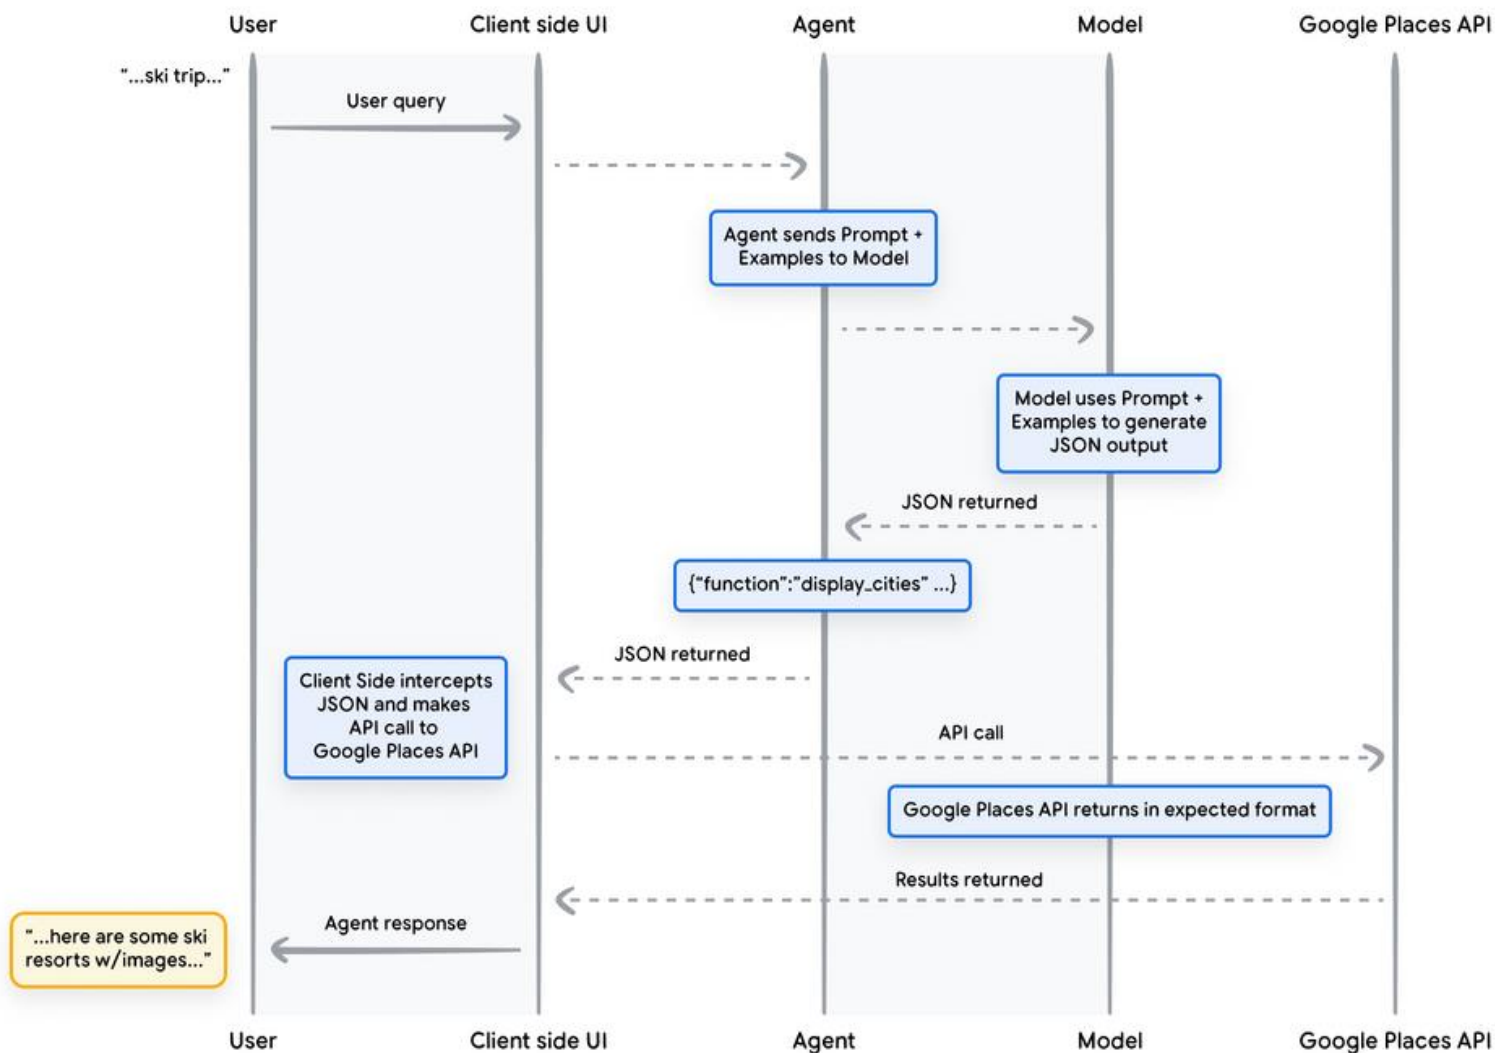 User
Client side UI
Agent
Model
Google Places API
"...ski trip..."
User query
Agent sends Prompt +
Examples to Model
Model uses Prompt +
Examples to generate
JSON output
JSON returned
{"function":"display_cities" ...}
JSON returned
Client Side intercepts
JSON and makes
API call to
Google Places API
API call
Google Places API returns in expected format
Results returned
Agent response
"...here are some ski
resorts w/images..."
User
Client side UI
Agent
Model
Google Places API